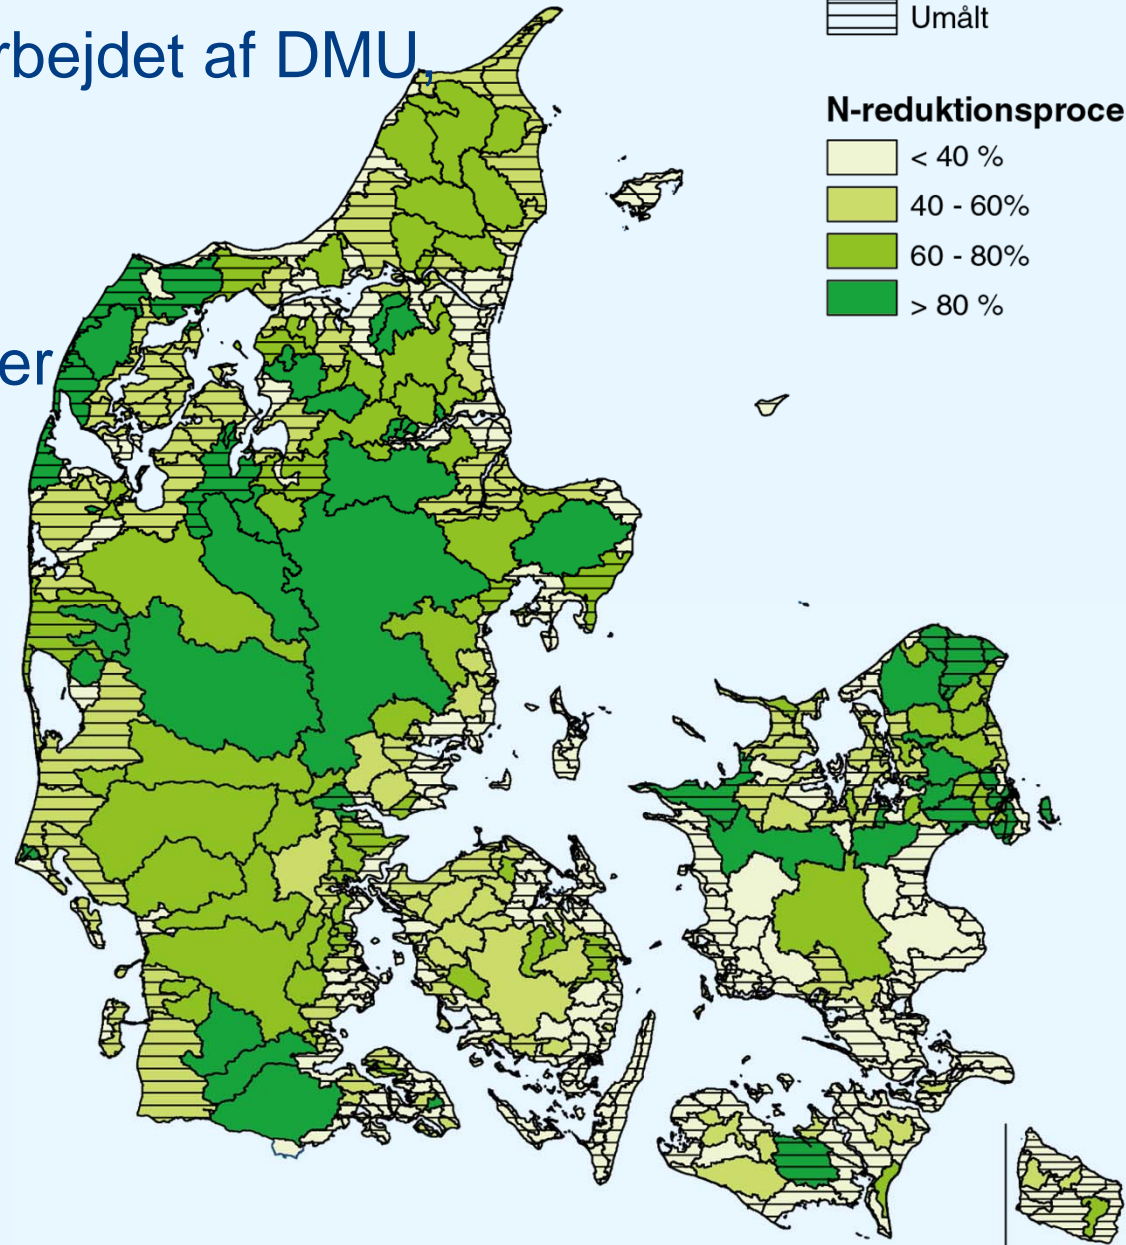 rbejdet af DMU,
er
Umålt
N-reduktionsproce
< 40 %
40 - 60%
60 - 80%
> 80 %